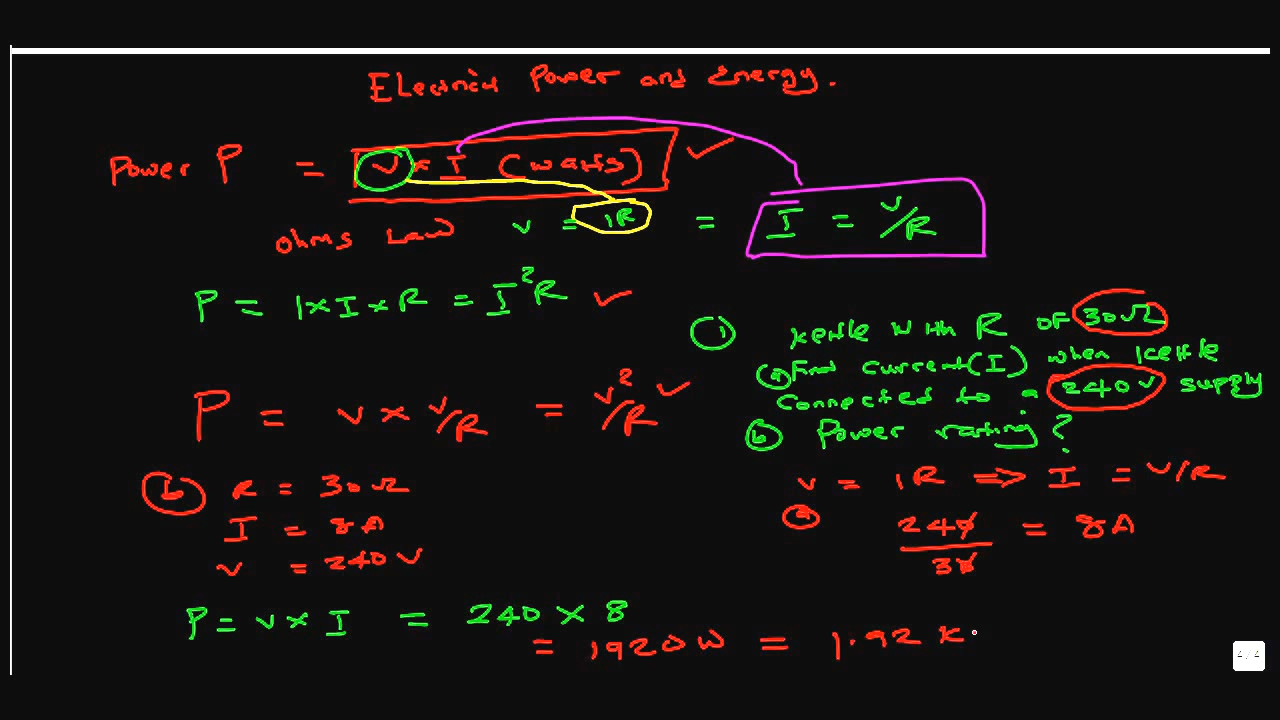 Electrical Power and Energy.
Power P = V × I (watts) ✓
ohms Law V = IR = I = V/R
P = I×I×R = I²R ✓
P = V × V/R = V²/R ✓
① Kettle with R of 30Ω
ⓐ Find current (I) when kettle
connected to a 240V supply
ⓑ Power rating?
V = IR ⇒ I = V/R
ⓐ 240/30 = 8A
ⓑ R = 30Ω
I = 8A
V = 240V
P = V × I = 240 × 8
= 1920W = 1.92 K